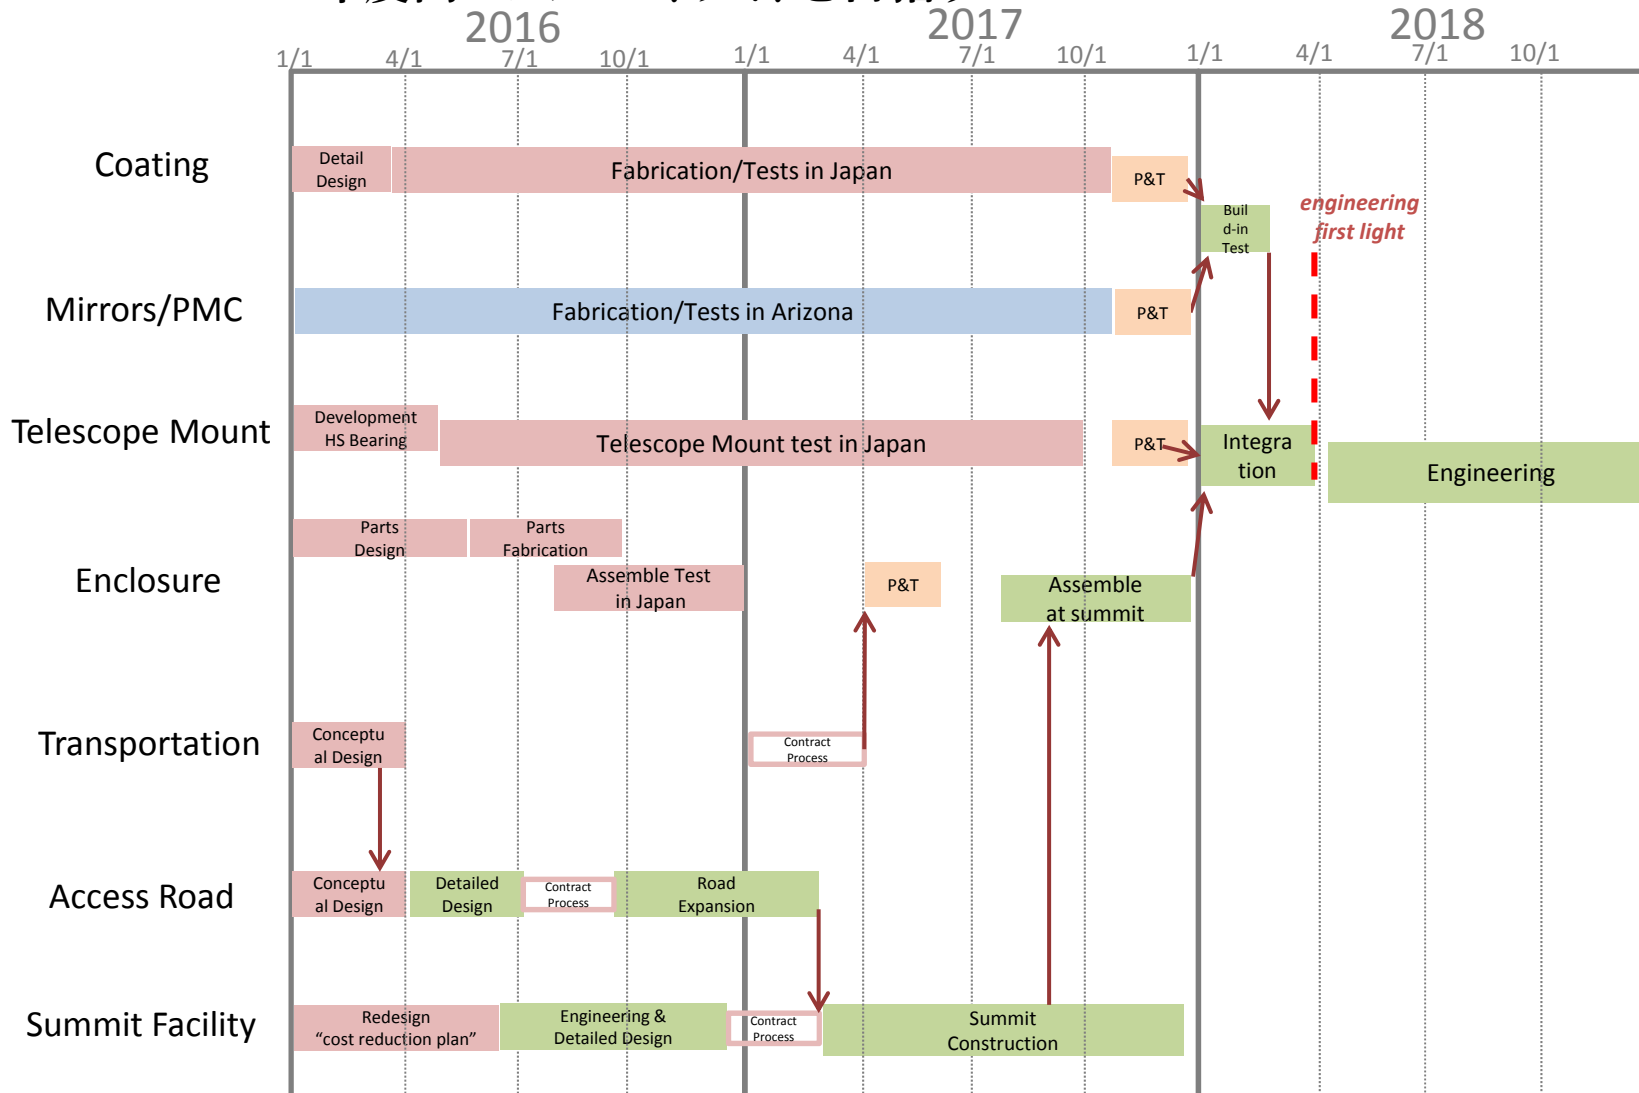 2016
2017
2018
1/1
4/1
7/1
10/1
1/1
4/1
7/1
10/1
1/1
4/1
7/1
10/1
Coating
Detail
Design
Fabrication/Tests in Japan
P&T
Buil
d-in
Test
engineering
first light
Mirrors/PMC
Fabrication/Tests in Arizona
P&T
Telescope Mount
Development
HS Bearing
Telescope Mount test in Japan
P&T
Integra
tion
Engineering
Enclosure
Parts
Design
Parts
Fabrication
Assemble Test
in Japan
P&T
Assemble
at summit
Transportation
Conceptu
al Design
Contract
Process
Access Road
Conceptu
al Design
Detailed
Design
Contract
Process
Road
Expansion
Summit Facility
Redesign
“cost reduction plan”
Engineering &
Detailed Design
Contract
Process
Summit
Construction